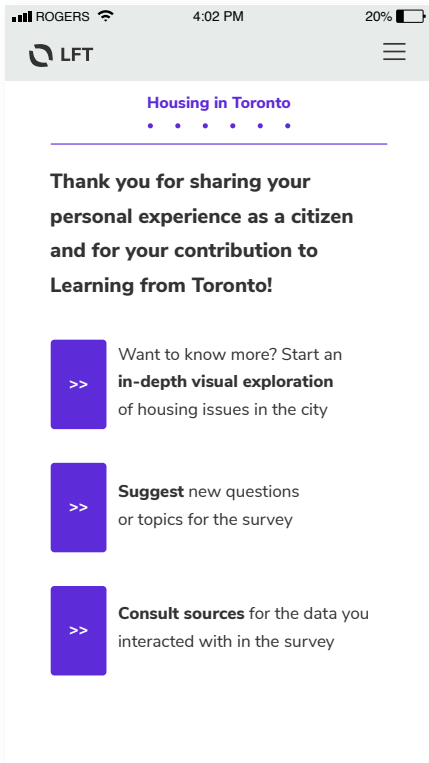 ROGERS 4:02 PM 20%
LFT
Housing in Toronto
Thank you for sharing your
personal experience as a citizen
and for your contribution to
Learning from Toronto!
>>
Want to know more? Start an
in-depth visual exploration
of housing issues in the city
>>
Suggest new questions
or topics for the survey
>>
Consult sources for the data you
interacted with in the survey